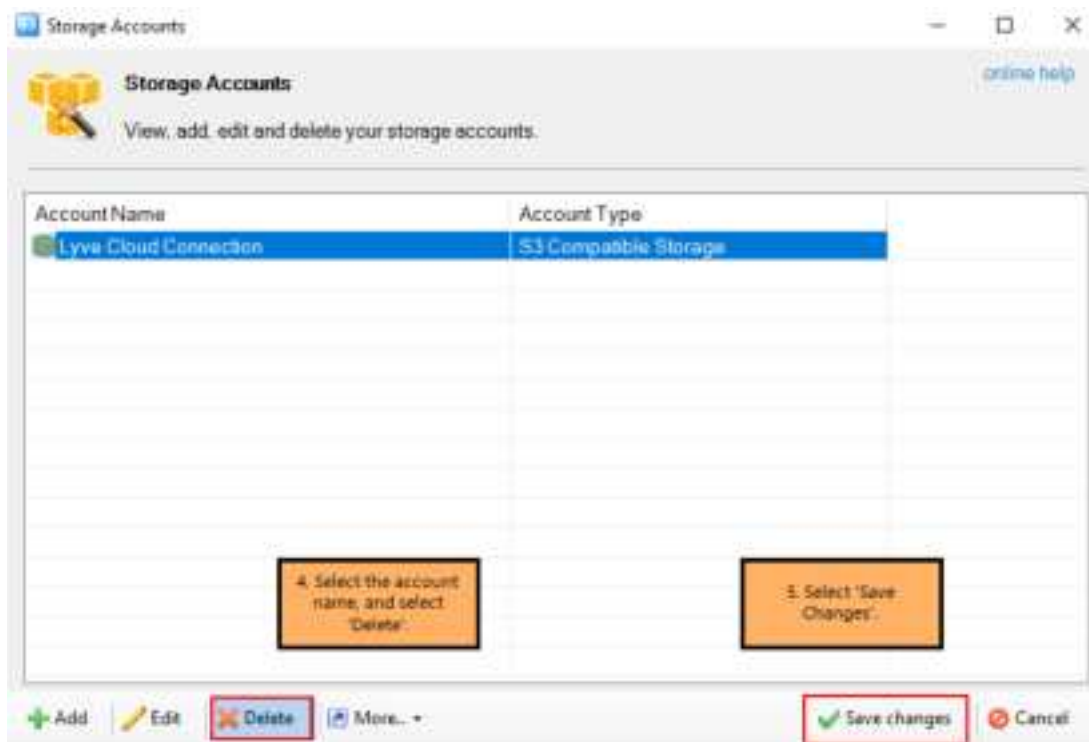 Storage Accounts
online help
Storage Accounts
View, add, edit and delete your storage accounts.
Account Name
Account Type
Lyve Cloud Connection
S3 Compatible Storage
4. Select the account
name, and select
'Delete'.
5. Select 'Save
Changes'.
Add
Edit
Delete
More..
Save changes
Cancel